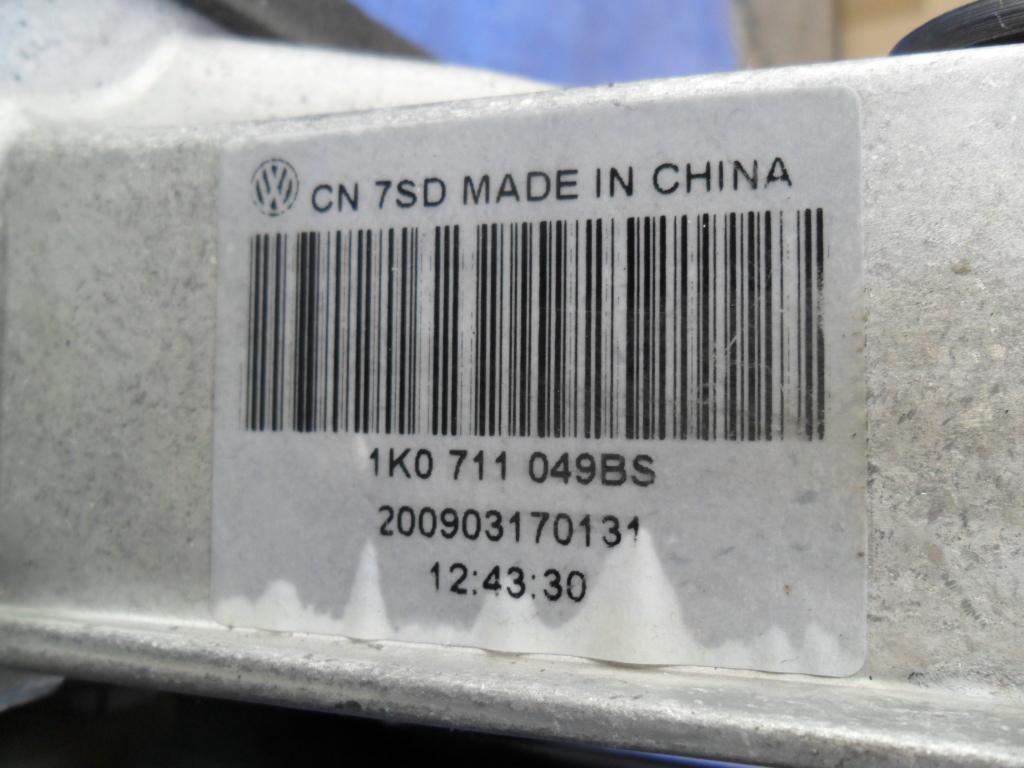 CN 7SD MADE IN CHINA
1K0 711 049BS
200903170131
12:43:30